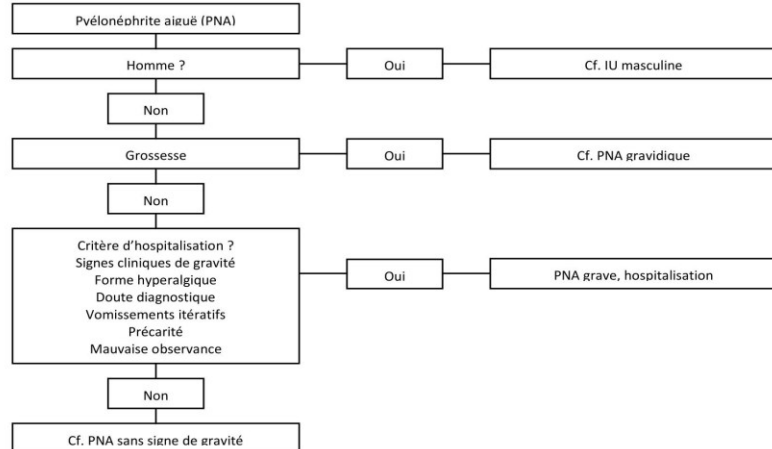 Pyélonéphrite aiguë (PNA)
Homme ?
Oui
Cf. IU masculine
Non
Grossesse
Oui
Cf. PNA gravidique
Non
Critère d’hospitalisation ?
Signes cliniques de gravité
Forme hyperalgique
Doute diagnostique
Vomissements itératifs
Précarité
Mauvaise observance
Oui
PNA grave, hospitalisation
Non
Cf. PNA sans signe de gravité